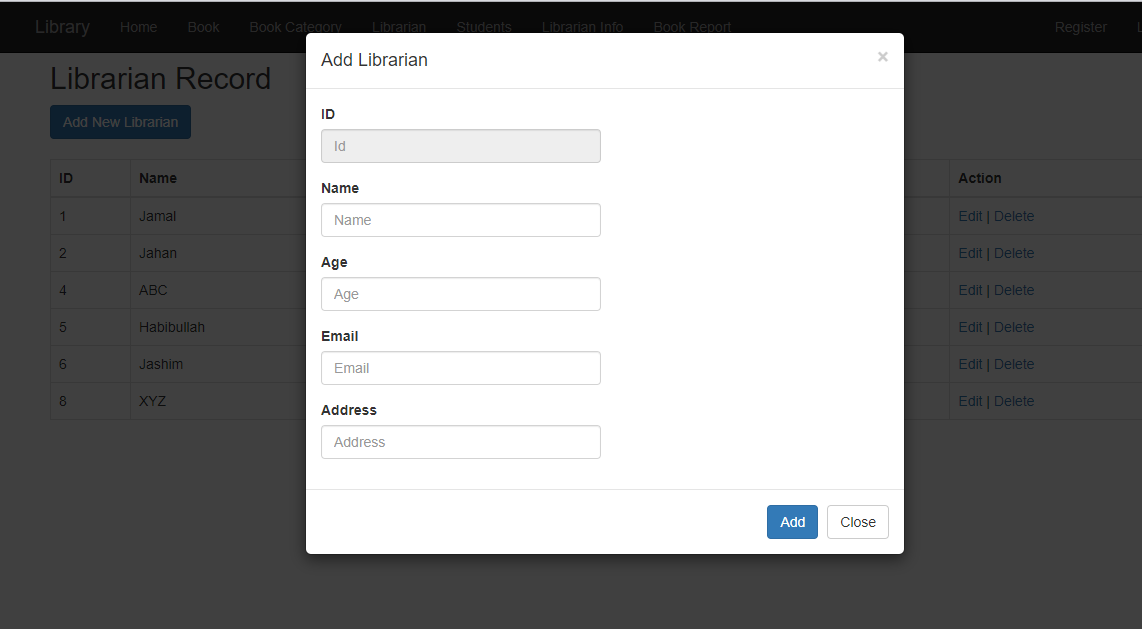 Library Home Book Book Category Librarian Students Librarian Info Book Report Register
Librarian Record
Add New Librarian
ID Name Action
1 Jamal Edit | Delete
2 Jahan Edit | Delete
4 ABC Edit | Delete
5 Habibullah Edit | Delete
6 Jashim Edit | Delete
8 XYZ Edit | Delete
Add Librarian ×
ID
Id
Name
Name
Age
Age
Email
Email
Address
Address
Add Close